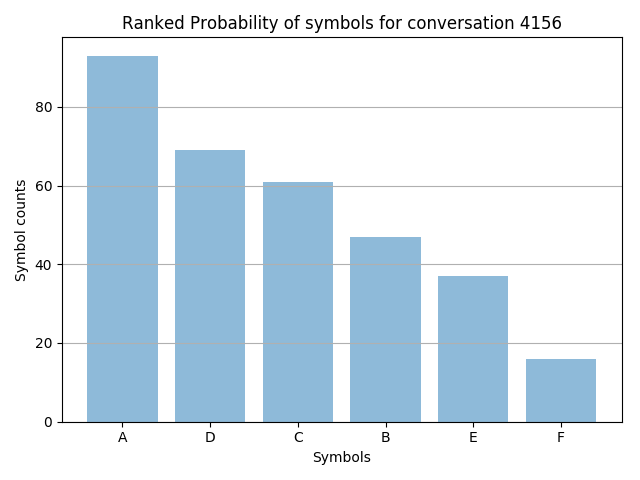 Ranked Probability of symbols for conversation 4156
Symbol counts
80
60
40
20
0
A D C B E F
Symbols